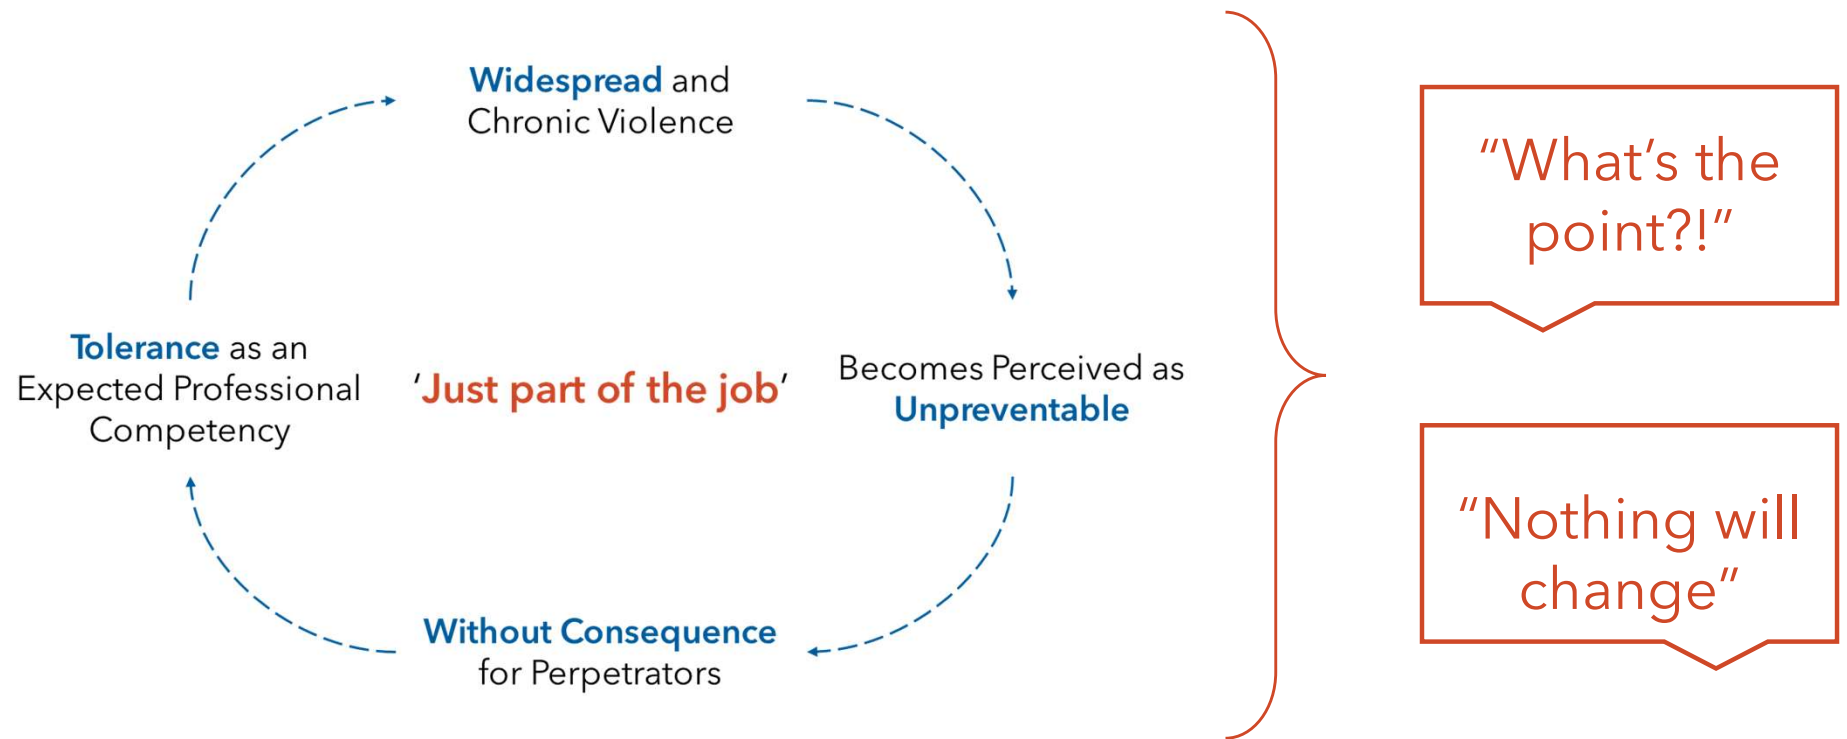 Widespread and
Chronic Violence
Tolerance as an
Expected Professional
Competency
‘Just part of the job’
Becomes Perceived as
Unpreventable
Without Consequence
for Perpetrators
“What’s the
point?!”
“Nothing will
change”